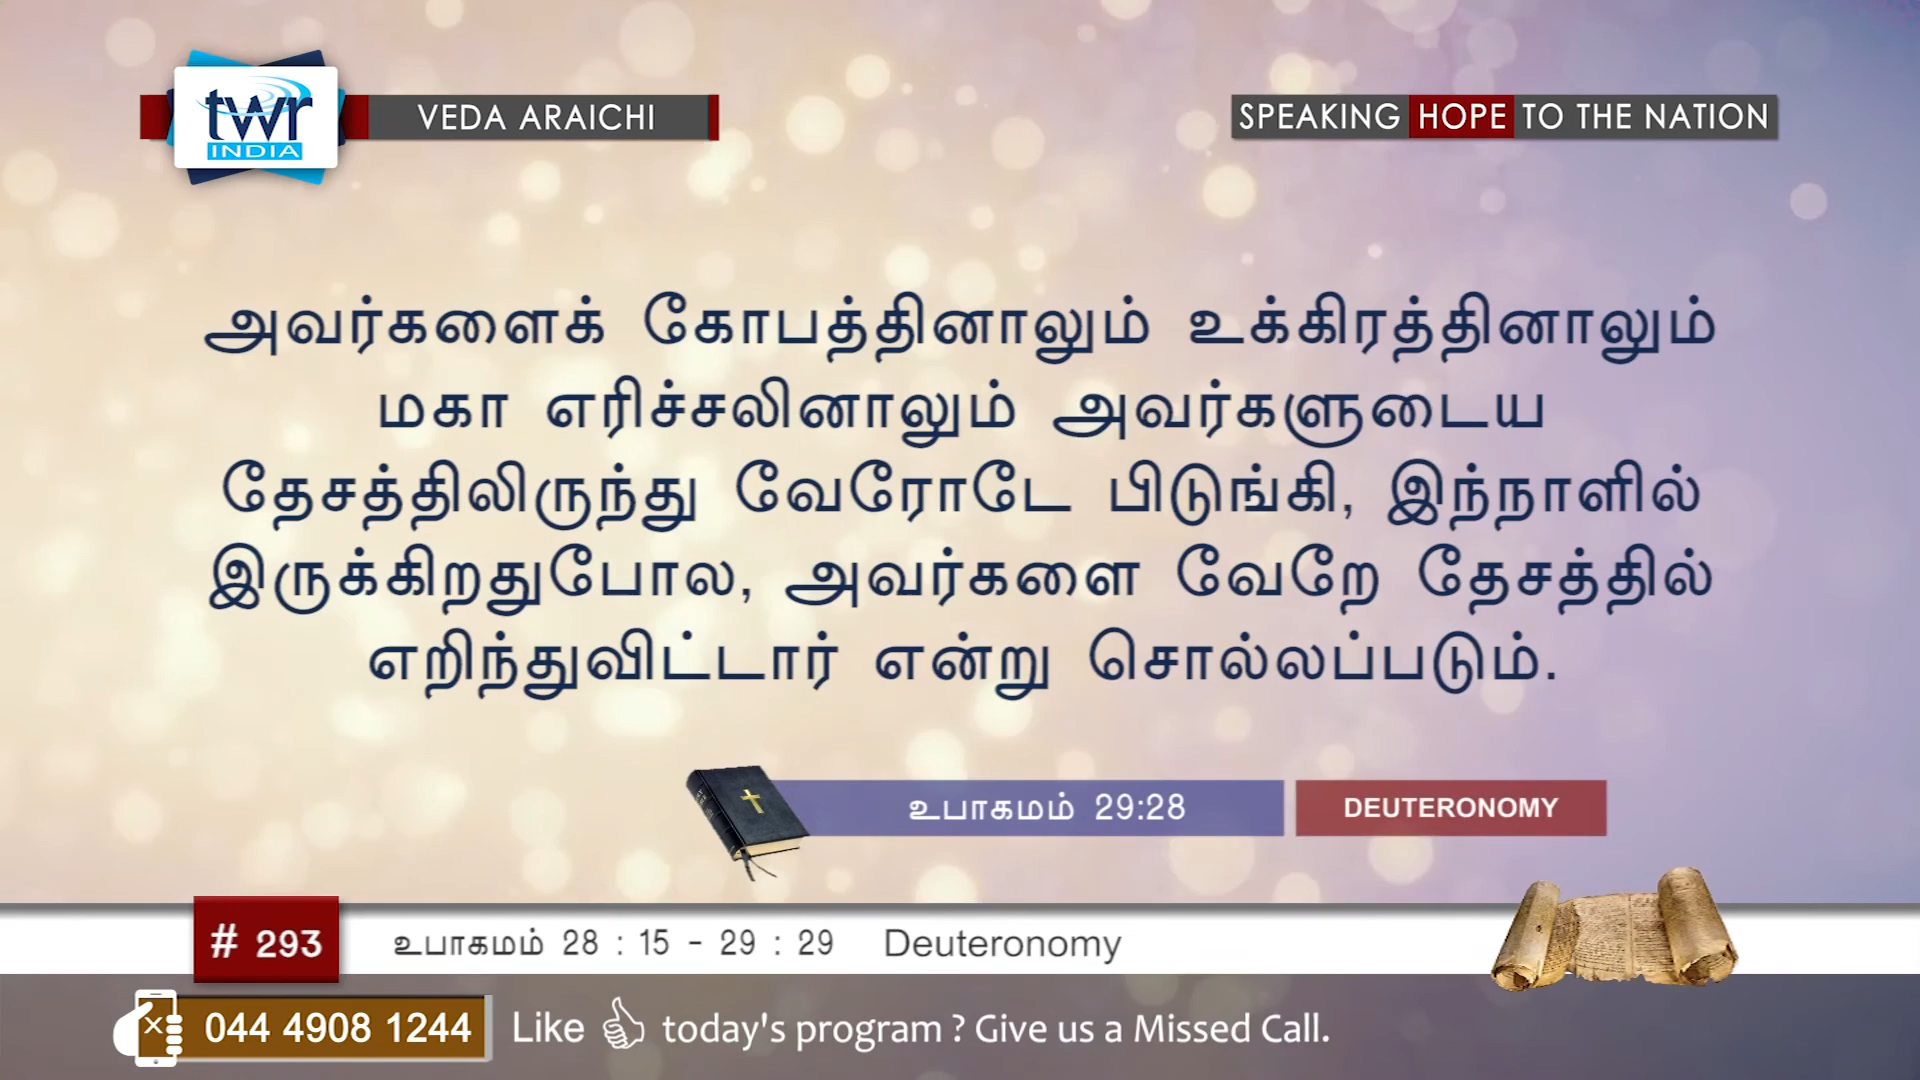 twr
INDIA
VEDA ARAICHI
SPEAKING HOPE TO THE NATION
அவர்களைக் கோபத்தினாலும் உக்கிரத்தினாலும்
மகா எரிச்சலினாலும் அவர்களுடைய
தேசத்திலிருந்து வேரோடே பிடுங்கி, இந்நாளில்
இருக்கிறதுபோல, அவர்களை வேறே தேசத்தில்
எறிந்துவிட்டார் என்று சொல்லப்படும்.
உபாகமம் 29:28
DEUTERONOMY
# 293
உபாகமம் 28 : 15 - 29 : 29 Deuteronomy
044 4908 1244
Like today's program ? Give us a Missed Call.